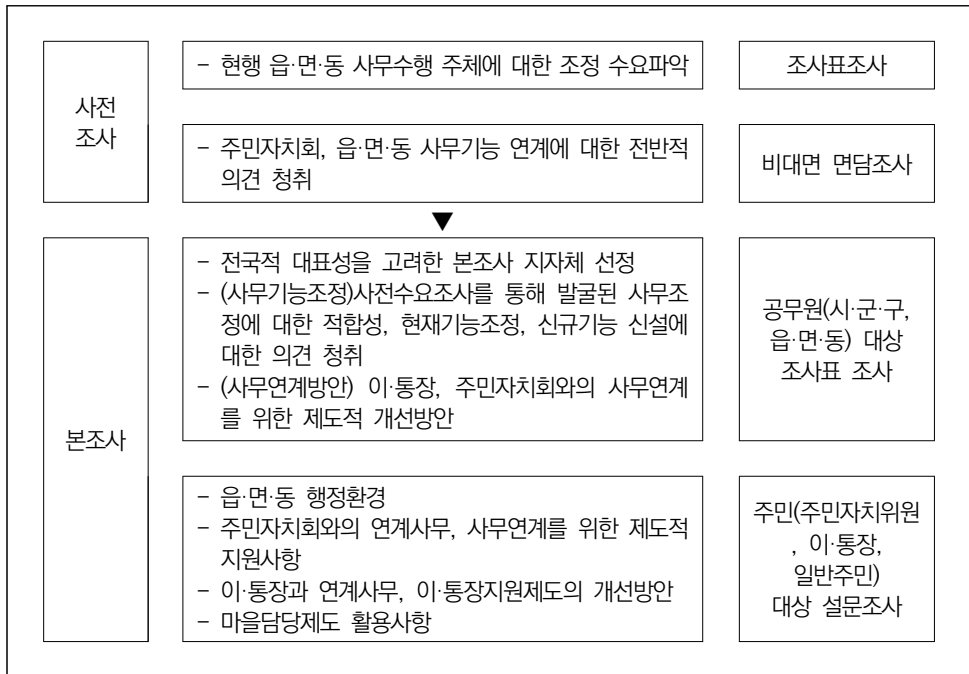 사전
조사
– 현행 읍·면·동 사무수행 주체에 대한 조정 수요파악
조사표조사
– 주민자치회, 읍·면·동 사무기능 연계에 대한 전반적
의견 청취
비대면 면담조사
▼
본조사
– 전국적 대표성을 고려한 본조사 지자체 선정
– (사무기능조정)사전수요조사를 통해 발굴된 사무조
정에 대한 적합성, 현재기능조정, 신규기능 신설에
대한 의견 청취
– (사무연계방안) 이·통장, 주민자치회와의 사무연계
를 위한 제도적 개선방안
공무원(시·군·구,
읍·면·동) 대상
조사표 조사
– 읍·면·동 행정환경
– 주민자치회와의 연계사무, 사무연계를 위한 제도적
지원사항
– 이·통장과 연계사무, 이·통장지원제도의 개선방안
– 마을담당제도 활용사항
주민(주민자치위원
, 이·통장,
일반주민)
대상 설문조사